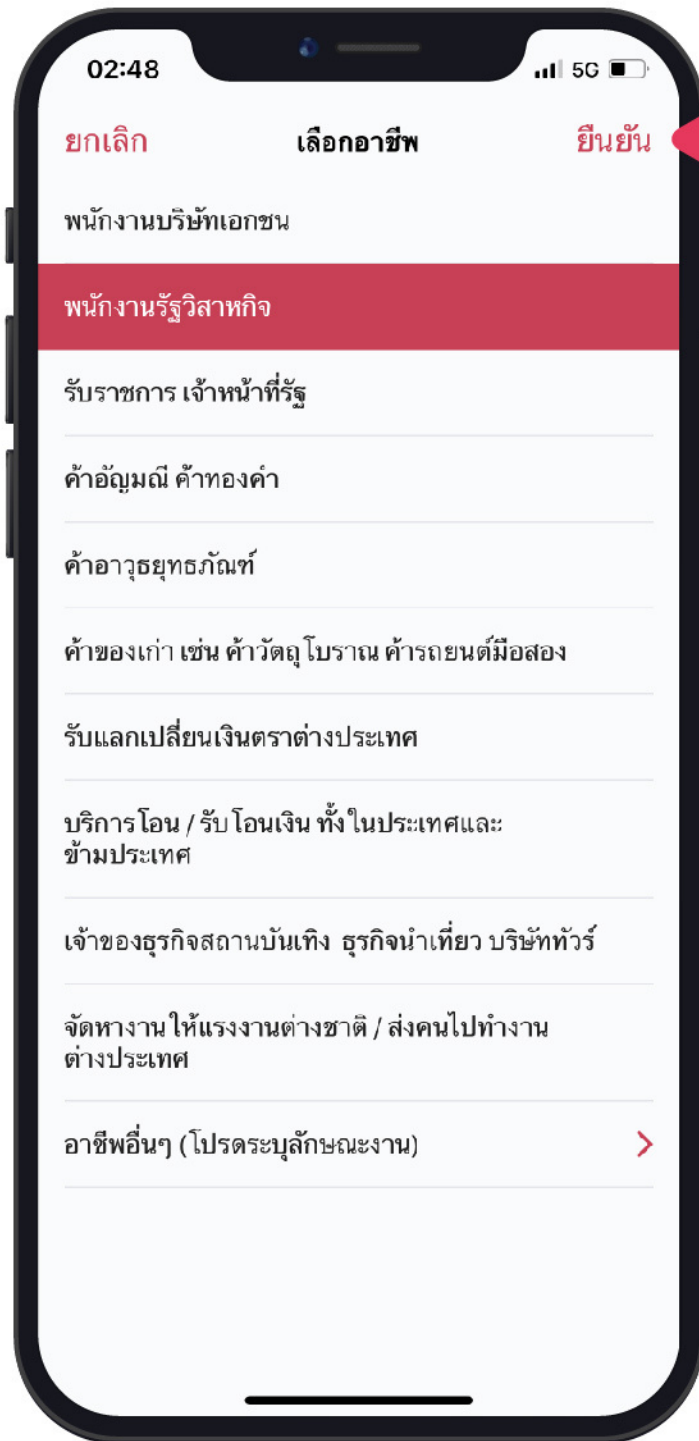 02:48
5G
ยกเลิก
เลือกอาชีพ
ยืนยัน
พนักงานบริษัทเอกชน
พนักงานรัฐวิสาหกิจ
รับราชการ เจ้าหน้าที่รัฐ
ค้าอัญมณี ค้าทองคำ
ค้าอาวุธยุทธภัณฑ์
ค้าของเก่า เช่น ค้าวัตถุโบราณ ค้ารถยนต์มือสอง
รับแลกเปลี่ยนเงินตราต่างประเทศ
บริการโอน / รับโอนเงิน ทั้งในประเทศและ
ข้ามประเทศ
เจ้าของธุรกิจสถานบันเทิง ธุรกิจนำเที่ยว บริษัททัวร์
จัดหางานให้แรงงานต่างชาติ / ส่งคนไปทำงาน
ต่างประเทศ
อาชีพอื่นๆ (โปรดระบุลักษณะงาน)